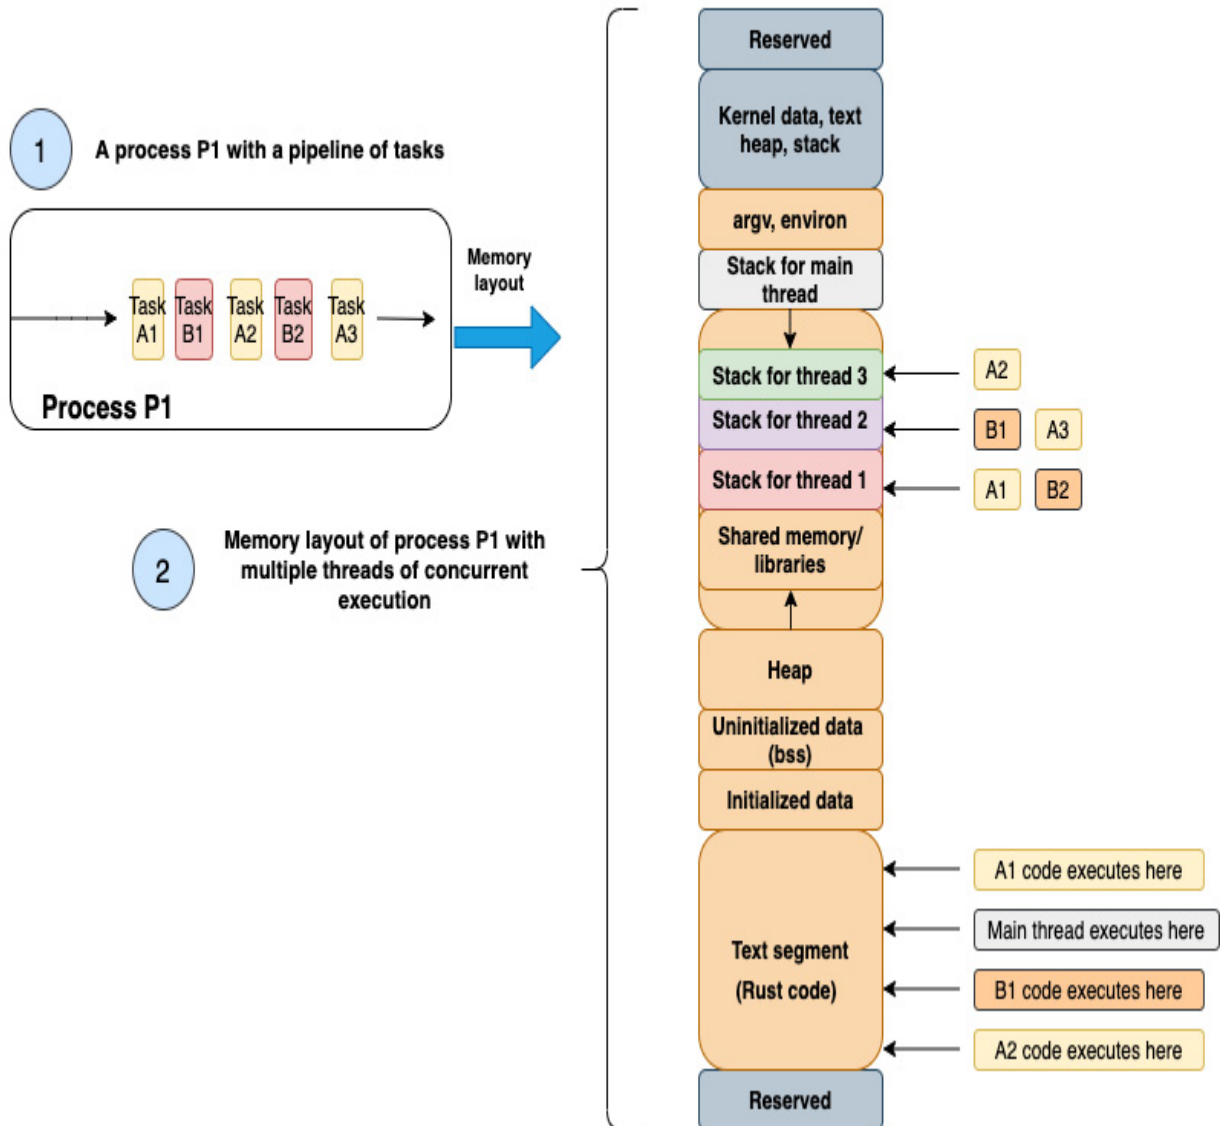 1
A process P1 with a pipeline of tasks
Task
A1
Task
B1
Task
A2
Task
B2
Task
A3
Process P1
Memory
layout
2
Memory layout of process P1 with
multiple threads of concurrent
execution
Reserved
Kernel data, text
heap, stack
argv, environ
Stack for main
thread
Stack for thread 3
A2
Stack for thread 2
B1 A3
Stack for thread 1
A1 B2
Shared memory/
libraries
Heap
Uninitialized data
(bss)
Initialized data
Text segment
(Rust code)
A1 code executes here
Main thread executes here
B1 code executes here
A2 code executes here
Reserved